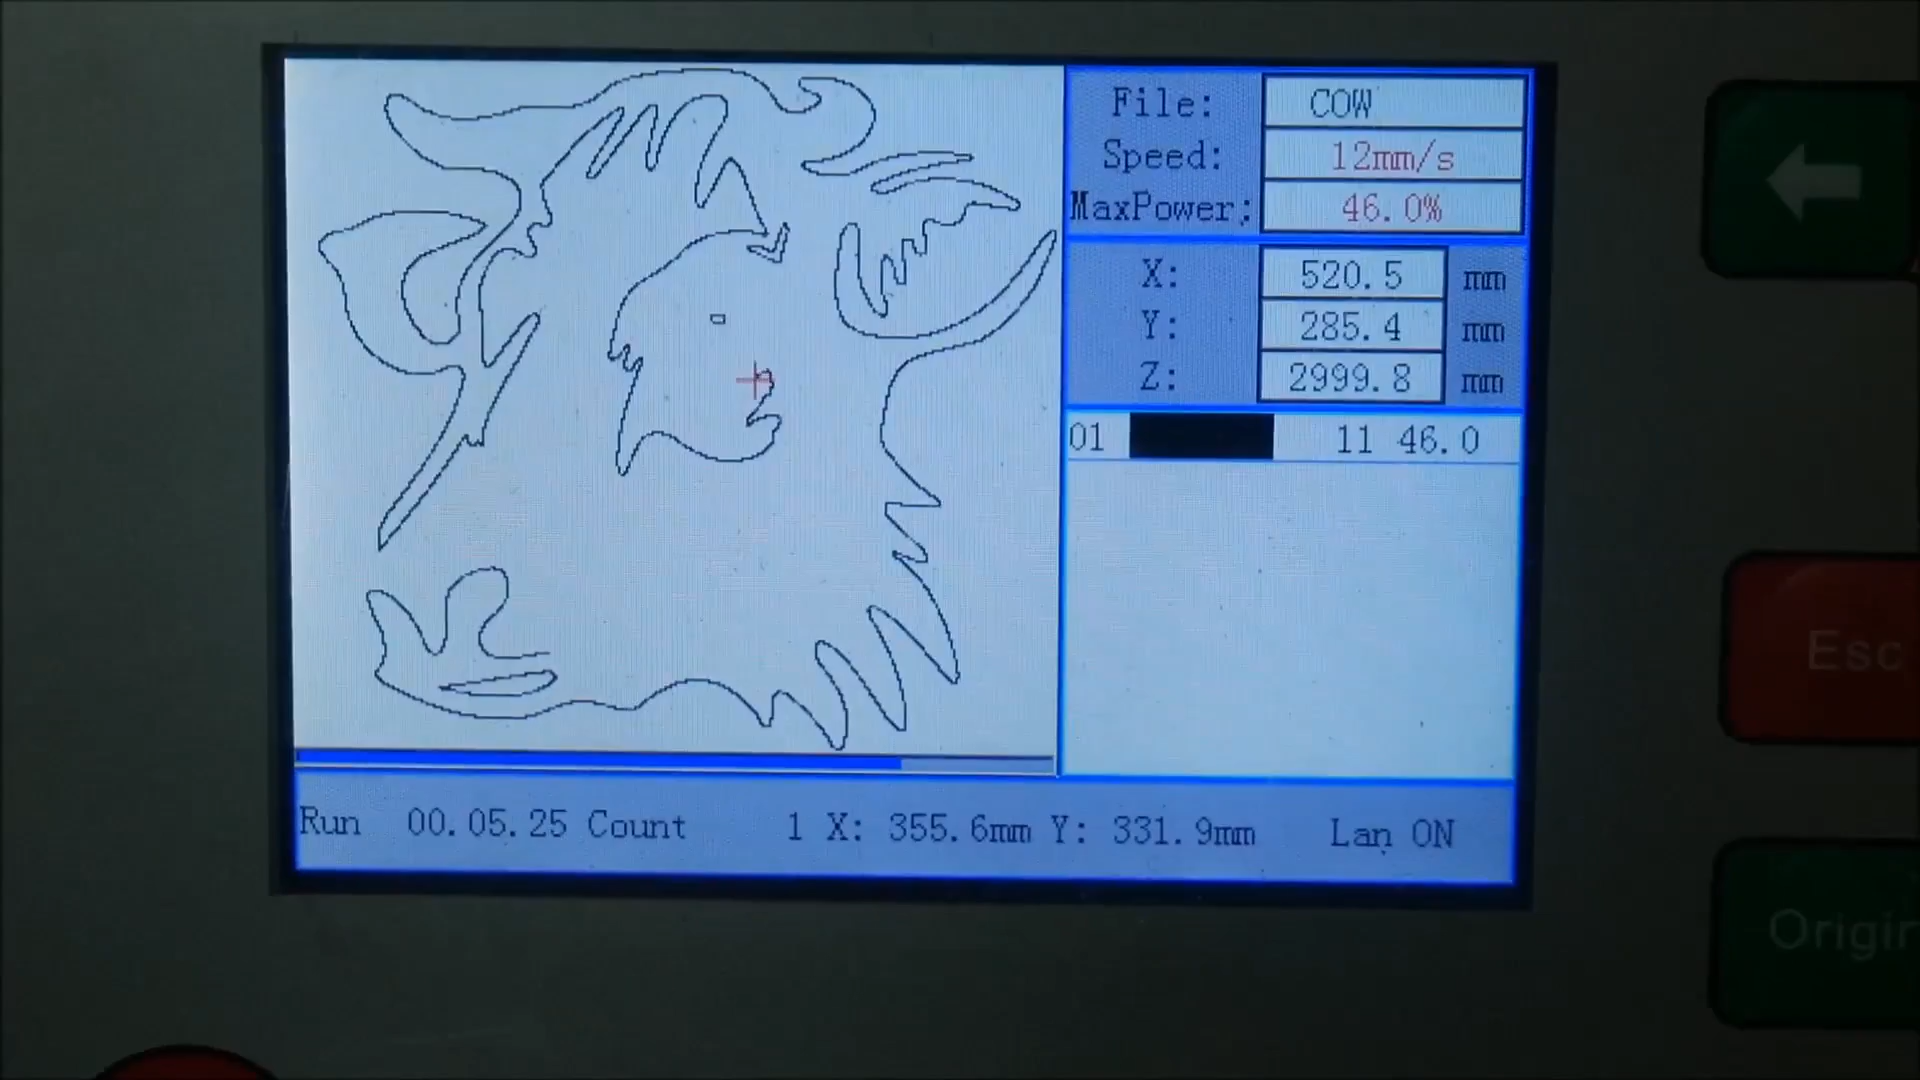 File: COW
Speed: 12mm/s
MaxPower: 46.0%
X: 520.5 mm
Y: 285.4 mm
Z: 2999.8 mm
01 11 46.0
Run 00.05.25 Count 1 X: 355.6mm Y: 331.9mm Lan ON
Esc
Origin